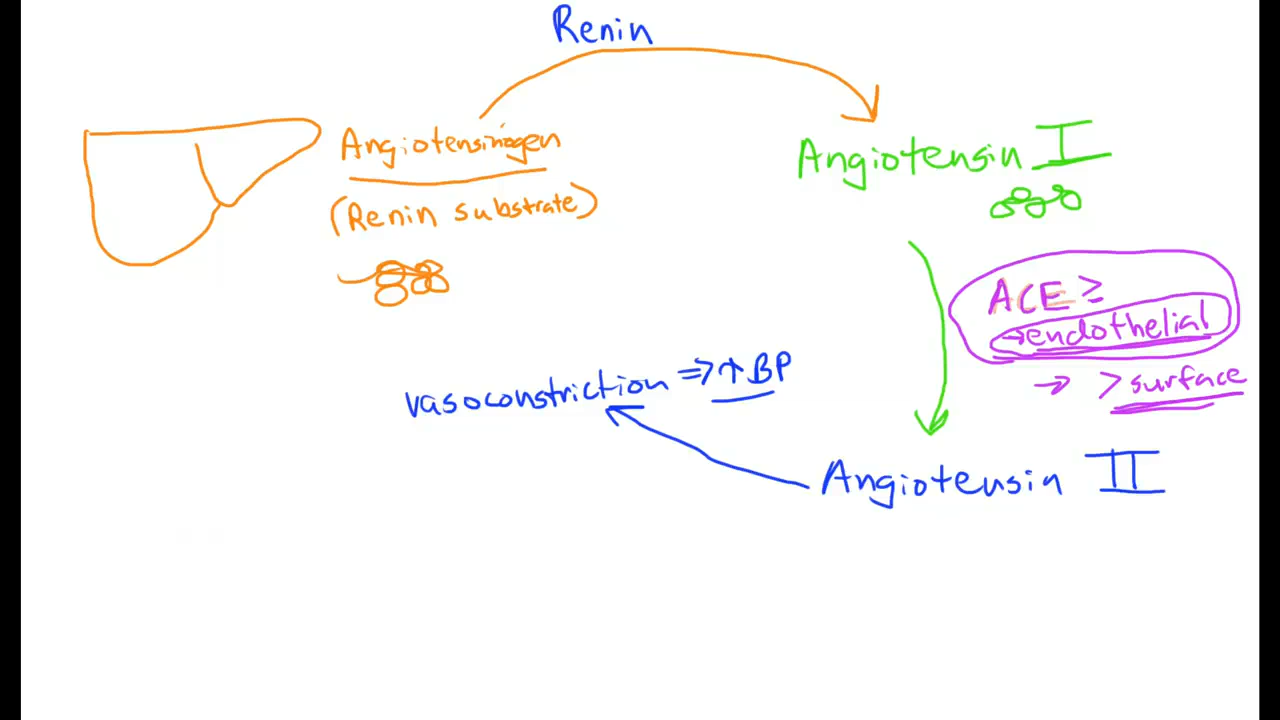 Renin
Angiotensinogen
(Renin substrate)
Angiotensin I
ACE ≥
→endothelial
→ > surface
vasoconstriction ⇒ ↑ BP
Angiotensin II